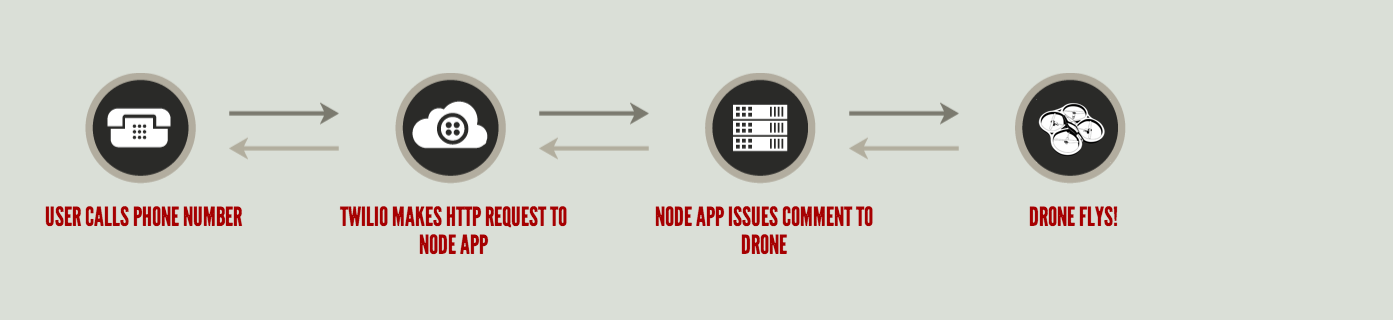 USER CALLS PHONE NUMBER
TWILIO MAKES HTTP REQUEST TO
NODE APP
NODE APP ISSUES COMMENT TO
DRONE
DRONE FLYS!